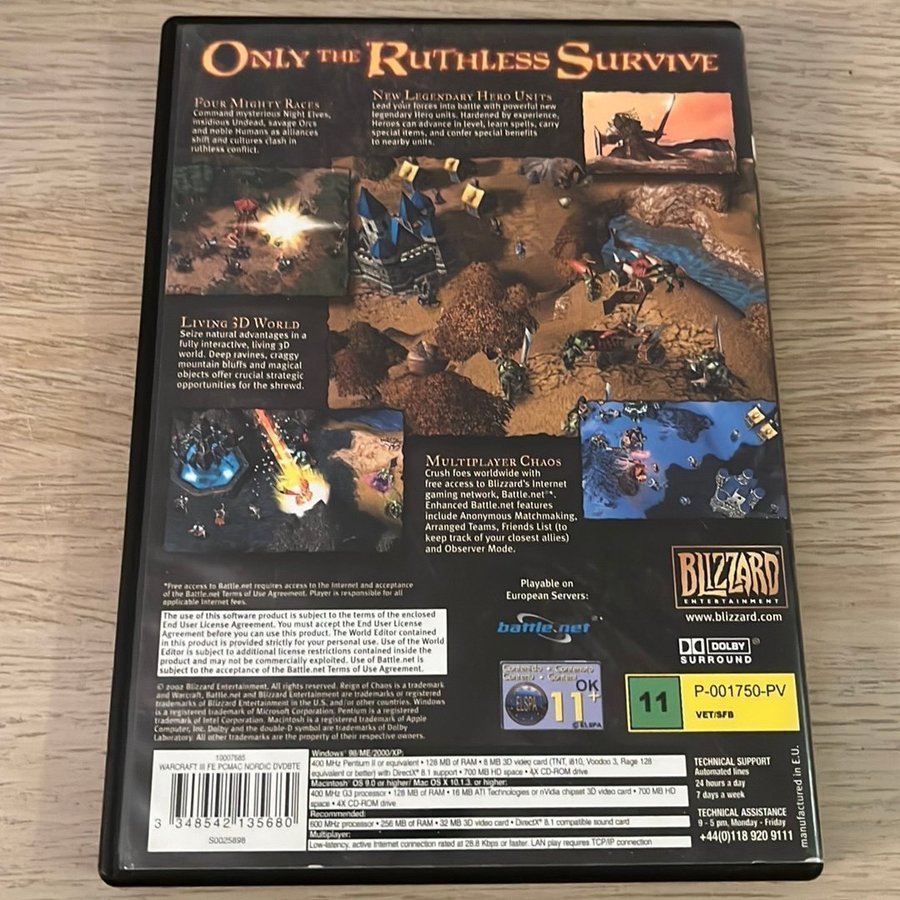 ONLY THE RUTHLESS SURVIVE
FOUR MIGHTY RACES
Command mysterious Night Elves,
insidious Undead, savage Orcs
and noble Humans as alliances
shift and cultures clash in
ruthless conflict.
NEW LEGENDARY HERO UNITS
Lead your forces into battle with powerful new
legendary Hero units. Hardened by experience,
Heroes can advance in level, learn spells, carry
special items, and confer special benefits
to nearby units.
LIVING 3D WORLD
Seize natural advantages in a
fully interactive, living 3D
world. Deep ravines, craggy
mountain bluffs and magical
objects offer crucial strategic
opportunities for the shrewd.
MULTIPLAYER CHAOS
Crush foes worldwide with
free access to Blizzard's Internet
gaming network, Battle.net®*.
Enhanced Battle.net features
include Anonymous Matchmaking,
Arranged Teams, Friends List (to
keep track of your closest allies)
and Observer Mode.
*Free access to Battle.net requires access to the Internet and acceptance
of the Battle.net Terms of Use Agreement. Player is responsible for all
applicable Internet fees.
The use of this software product is subject to the terms of the enclosed
End User License Agreement. You must accept the End User License
Agreement before you can use this product. The World Editor contained
in this product is provided strictly for your personal use. Use of the World
Editor is subject to additional license restrictions contained inside the
product and may not be commercially exploited. Use of Battle.net is
subject to the acceptance of the Battle.net Terms of Use Agreement.
© 2002 Blizzard Entertainment. All rights reserved. Reign of Chaos is a trademark
and Warcraft, Battle.net and Blizzard Entertainment are trademarks or registered
trademarks of Blizzard Entertainment in the U.S. and/or other countries. Windows
is a registered trademark of Microsoft Corporation. Pentium is a registered
trademark of Intel Corporation. Macintosh is a registered trademark of Apple
Computer, Inc. Dolby and the double-D symbol are trademarks of Dolby
Laboratory. All other trademarks are the property of their respective owners.
Playable on
European Servers:
battle.net
BLIZZARD
ENTERTAINMENT
www.blizzard.com
DOLBY
SURROUND
Contenido • Contenuto
Contenu • Content
OK
11+
ELSPA
© ELSPA
11
P-001750-PV
VET/SFB
10007685
WARCRAFT III FE PCMAC NORDIC DVDBTE
3 348542 135680
S0025898
Windows® 98/ME/2000/XP:
400 MHz Pentium II or equivalent • 128 MB of RAM • 8 MB 3D video card (TNT, i810, Voodoo 3, Rage 128
equivalent or better) with DirectX® 8.1 support • 700 MB HD space • 4X CD-ROM drive
Macintosh® OS 9.0 or higher/ Mac OS X 10.1.3. or higher:
400 MHz G3 processor • 128 MB of RAM • 16 MB ATI Technologies or nVidia chipset 3D video card • 700 MB HD
space • 4X CD-ROM drive
Recommended:
600 MHz processor • 256 MB of RAM • 32 MB 3D video card • DirectX® 8.1 compatible sound card
Multiplayer:
Low-latency, active Internet connection rated at 28.8 Kbps or faster. LAN play requires TCP/IP connection
TECHNICAL SUPPORT
Automated lines
24 hours a day
7 days a week
TECHNICAL ASSISTANCE
9 - 5 pm, Monday - Friday
+44(0)118 920 9111
manufactured in E.U.